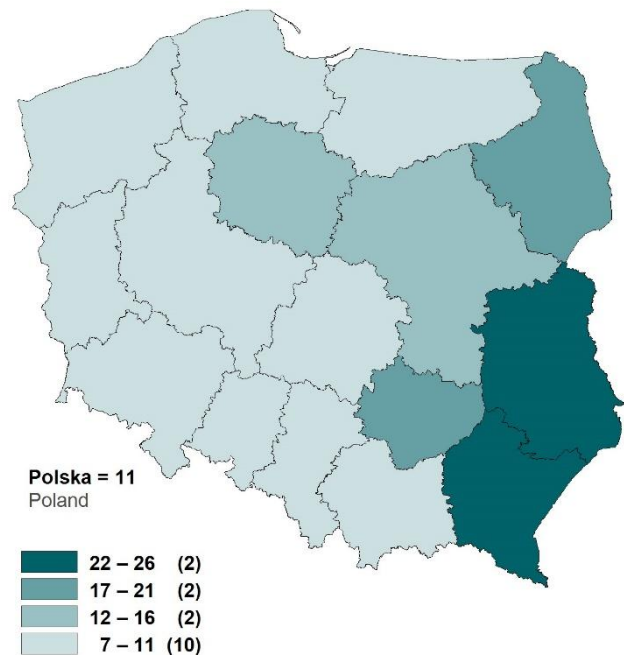 Polska = 11
Poland
22 – 26 (2)
17 – 21 (2)
12 – 16 (2)
7 – 11 (10)